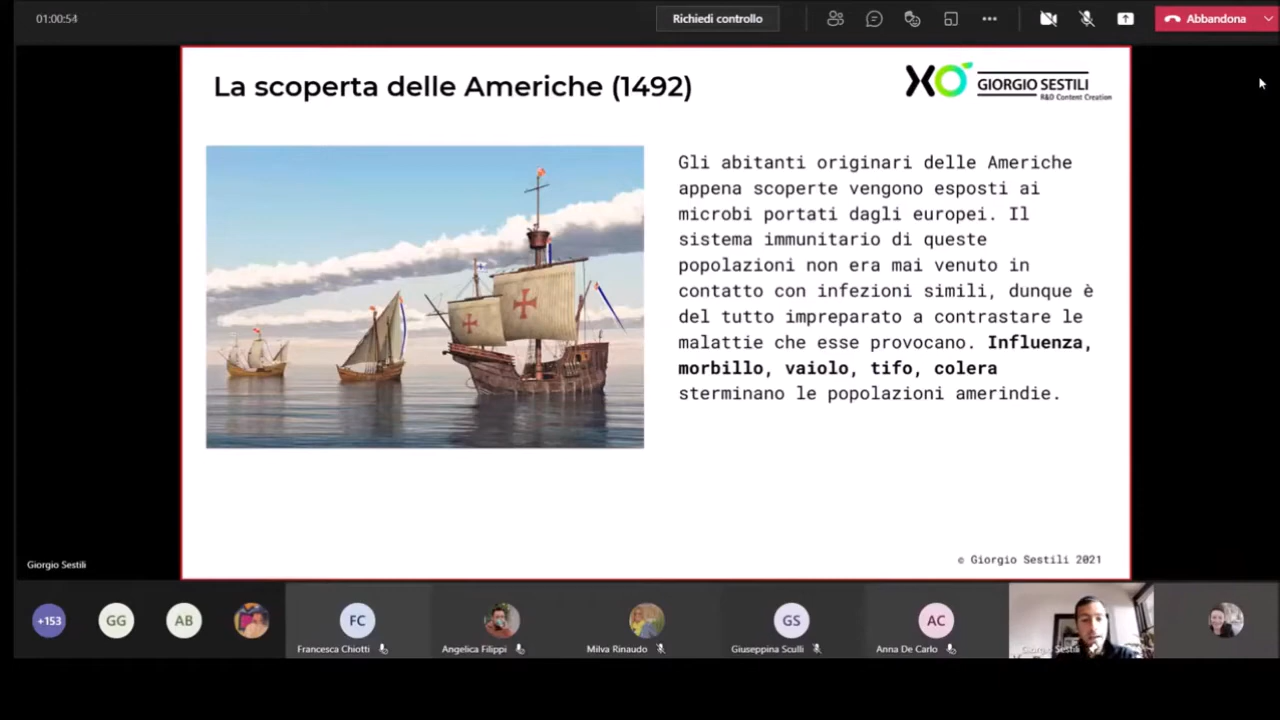 01:00:54
Richiedi controllo
Abbandona
La scoperta delle Americhe (1492)
XO
GIORGIO SESTILI
R&D Content Creation
Gli abitanti originari delle Americhe
appena scoperte vengono esposti ai
microbi portati dagli europei. Il
sistema immunitario di queste
popolazioni non era mai venuto in
contatto con infezioni simili, dunque è
del tutto impreparato a contrastare le
malattie che esse provocano. Influenza,
morbillo, vaiolo, tifo, colera
sterminano le popolazioni amerindie.
© Giorgio Sestili 2021
Giorgio Sestili
+153
GG
AB
FC
Francesca Chiotti
Angelica Filippi
Milva Rinaudo
GS
Giuseppina Sculli
AC
Anna De Carlo
Giorgio Sestili